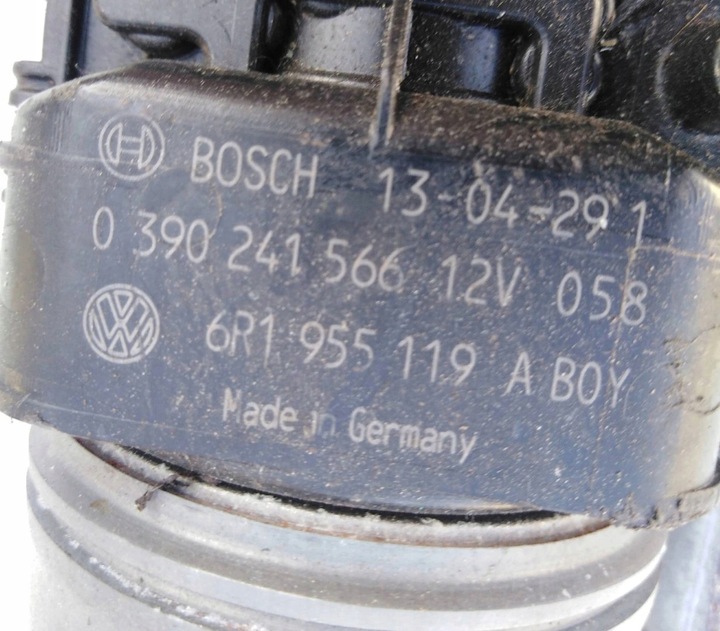 BOSCH 13-04-29 1
0 390 241 566 12V 058
6R1 955 119 A BOY
Made in Germany